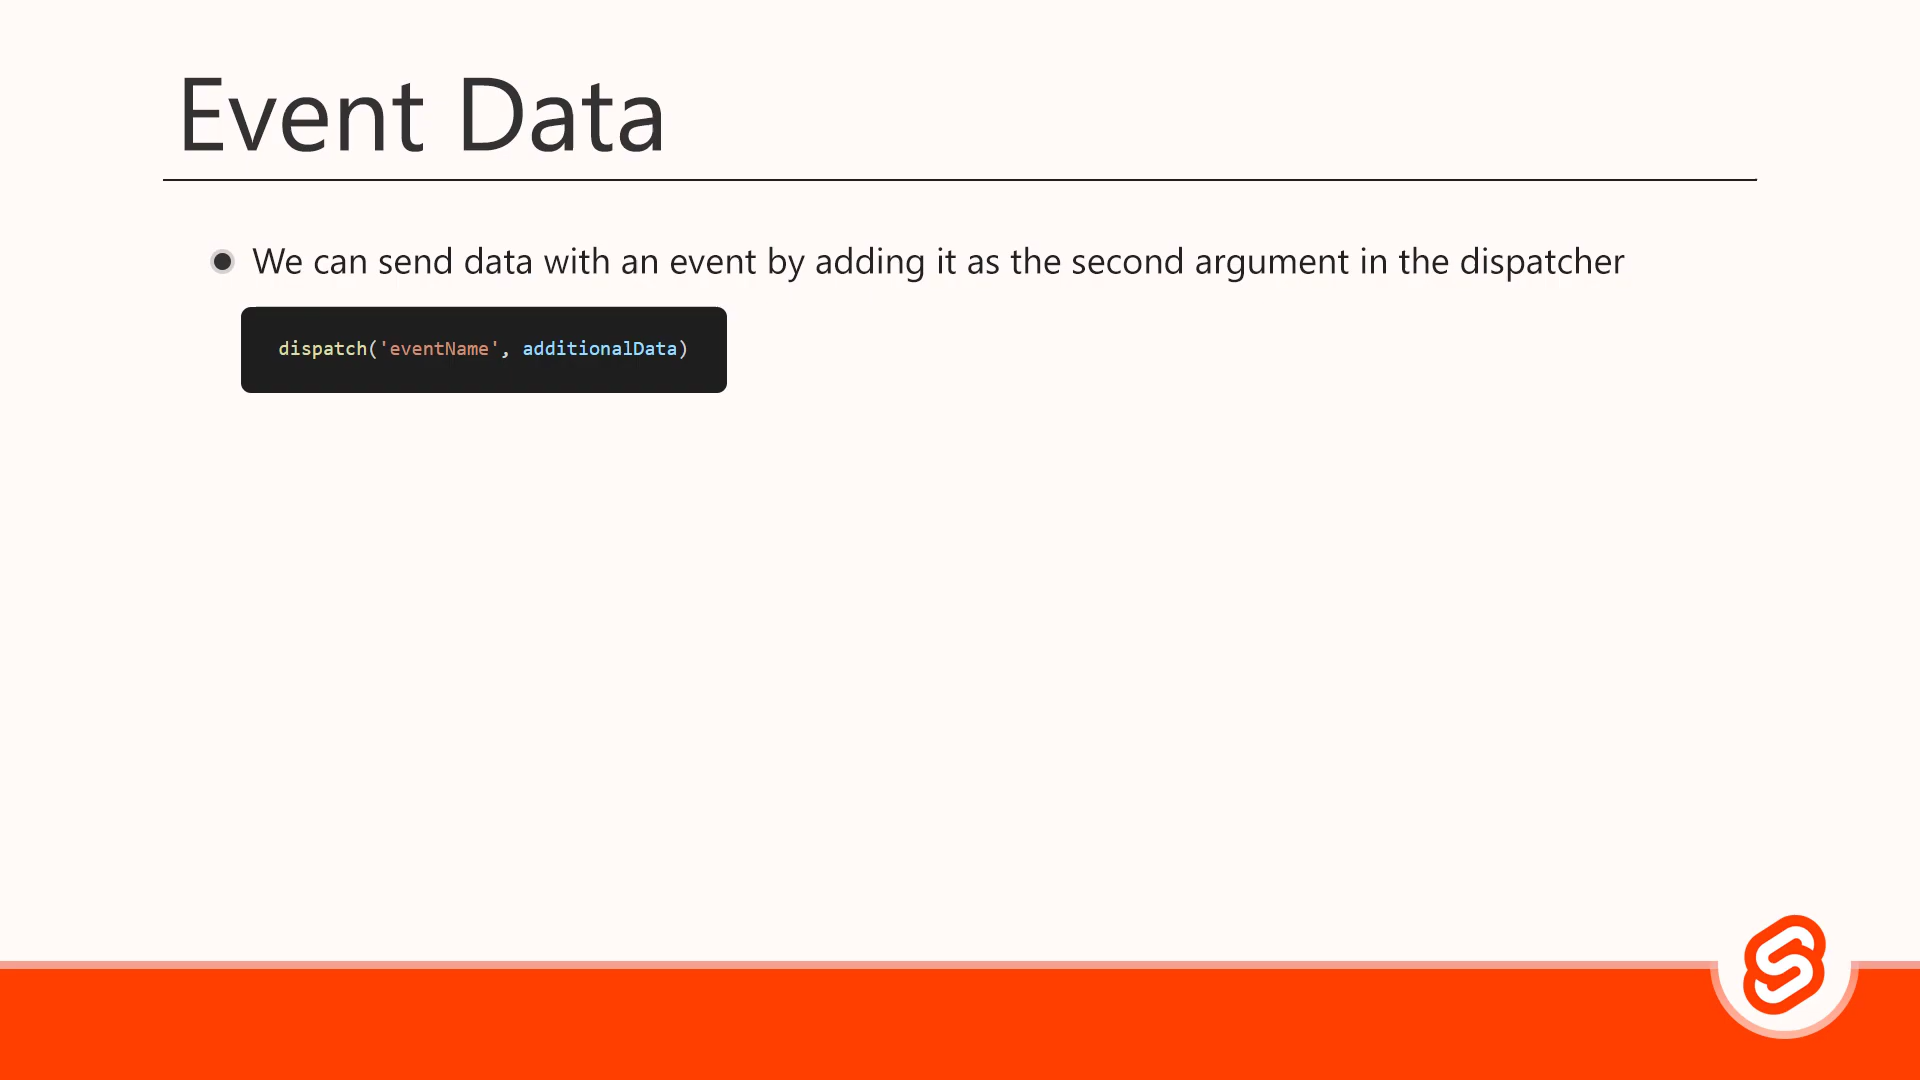 Event Data
We can send data with an event by adding it as the second argument in the dispatcher
dispatch('eventName', additionalData)